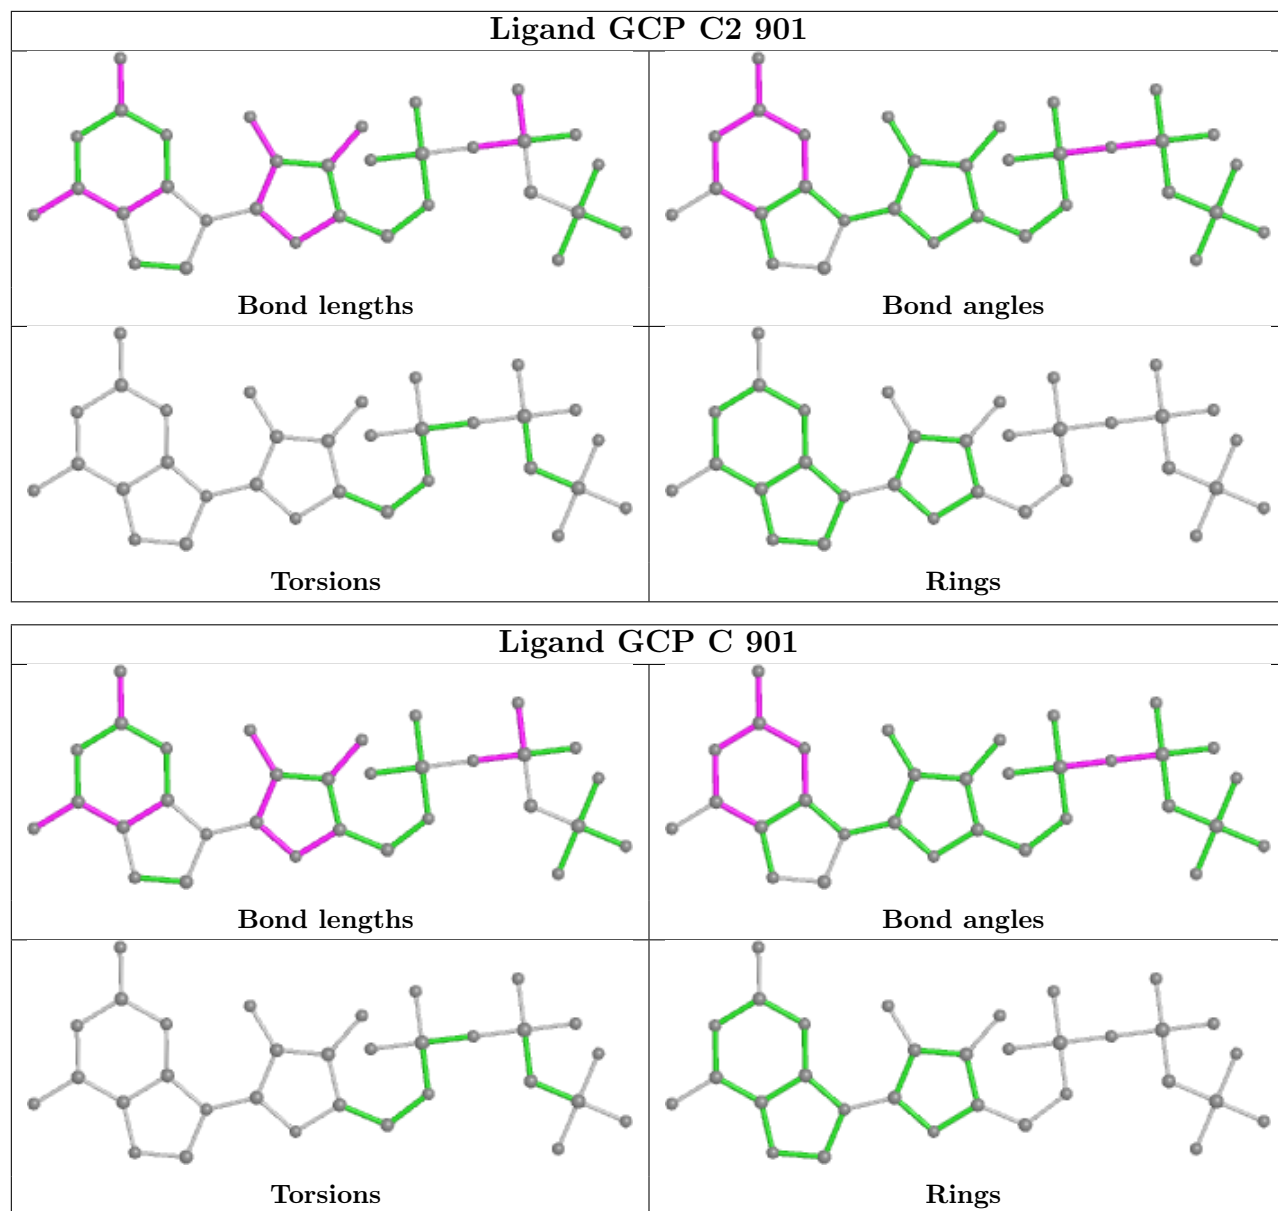 Ligand GCP C2 901
Bond lengths
Bond angles
Torsions
Rings
Ligand GCP C 901
Bond lengths
Bond angles
Torsions
Rings